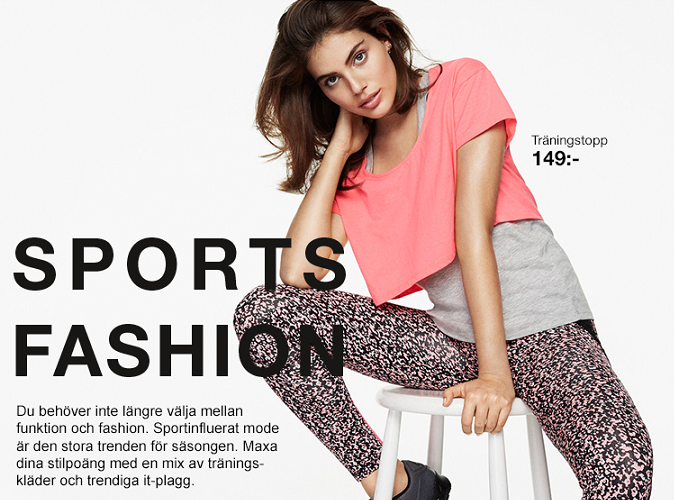 Träningstopp
149:-
SPORTS
FASHION
Du behöver inte längre välja mellan
funktion och fashion. Sportinfluerat mode
är den stora trenden för säsongen. Maxa
dina stilpoäng med en mix av tränings-
kläder och trendiga it-plagg.